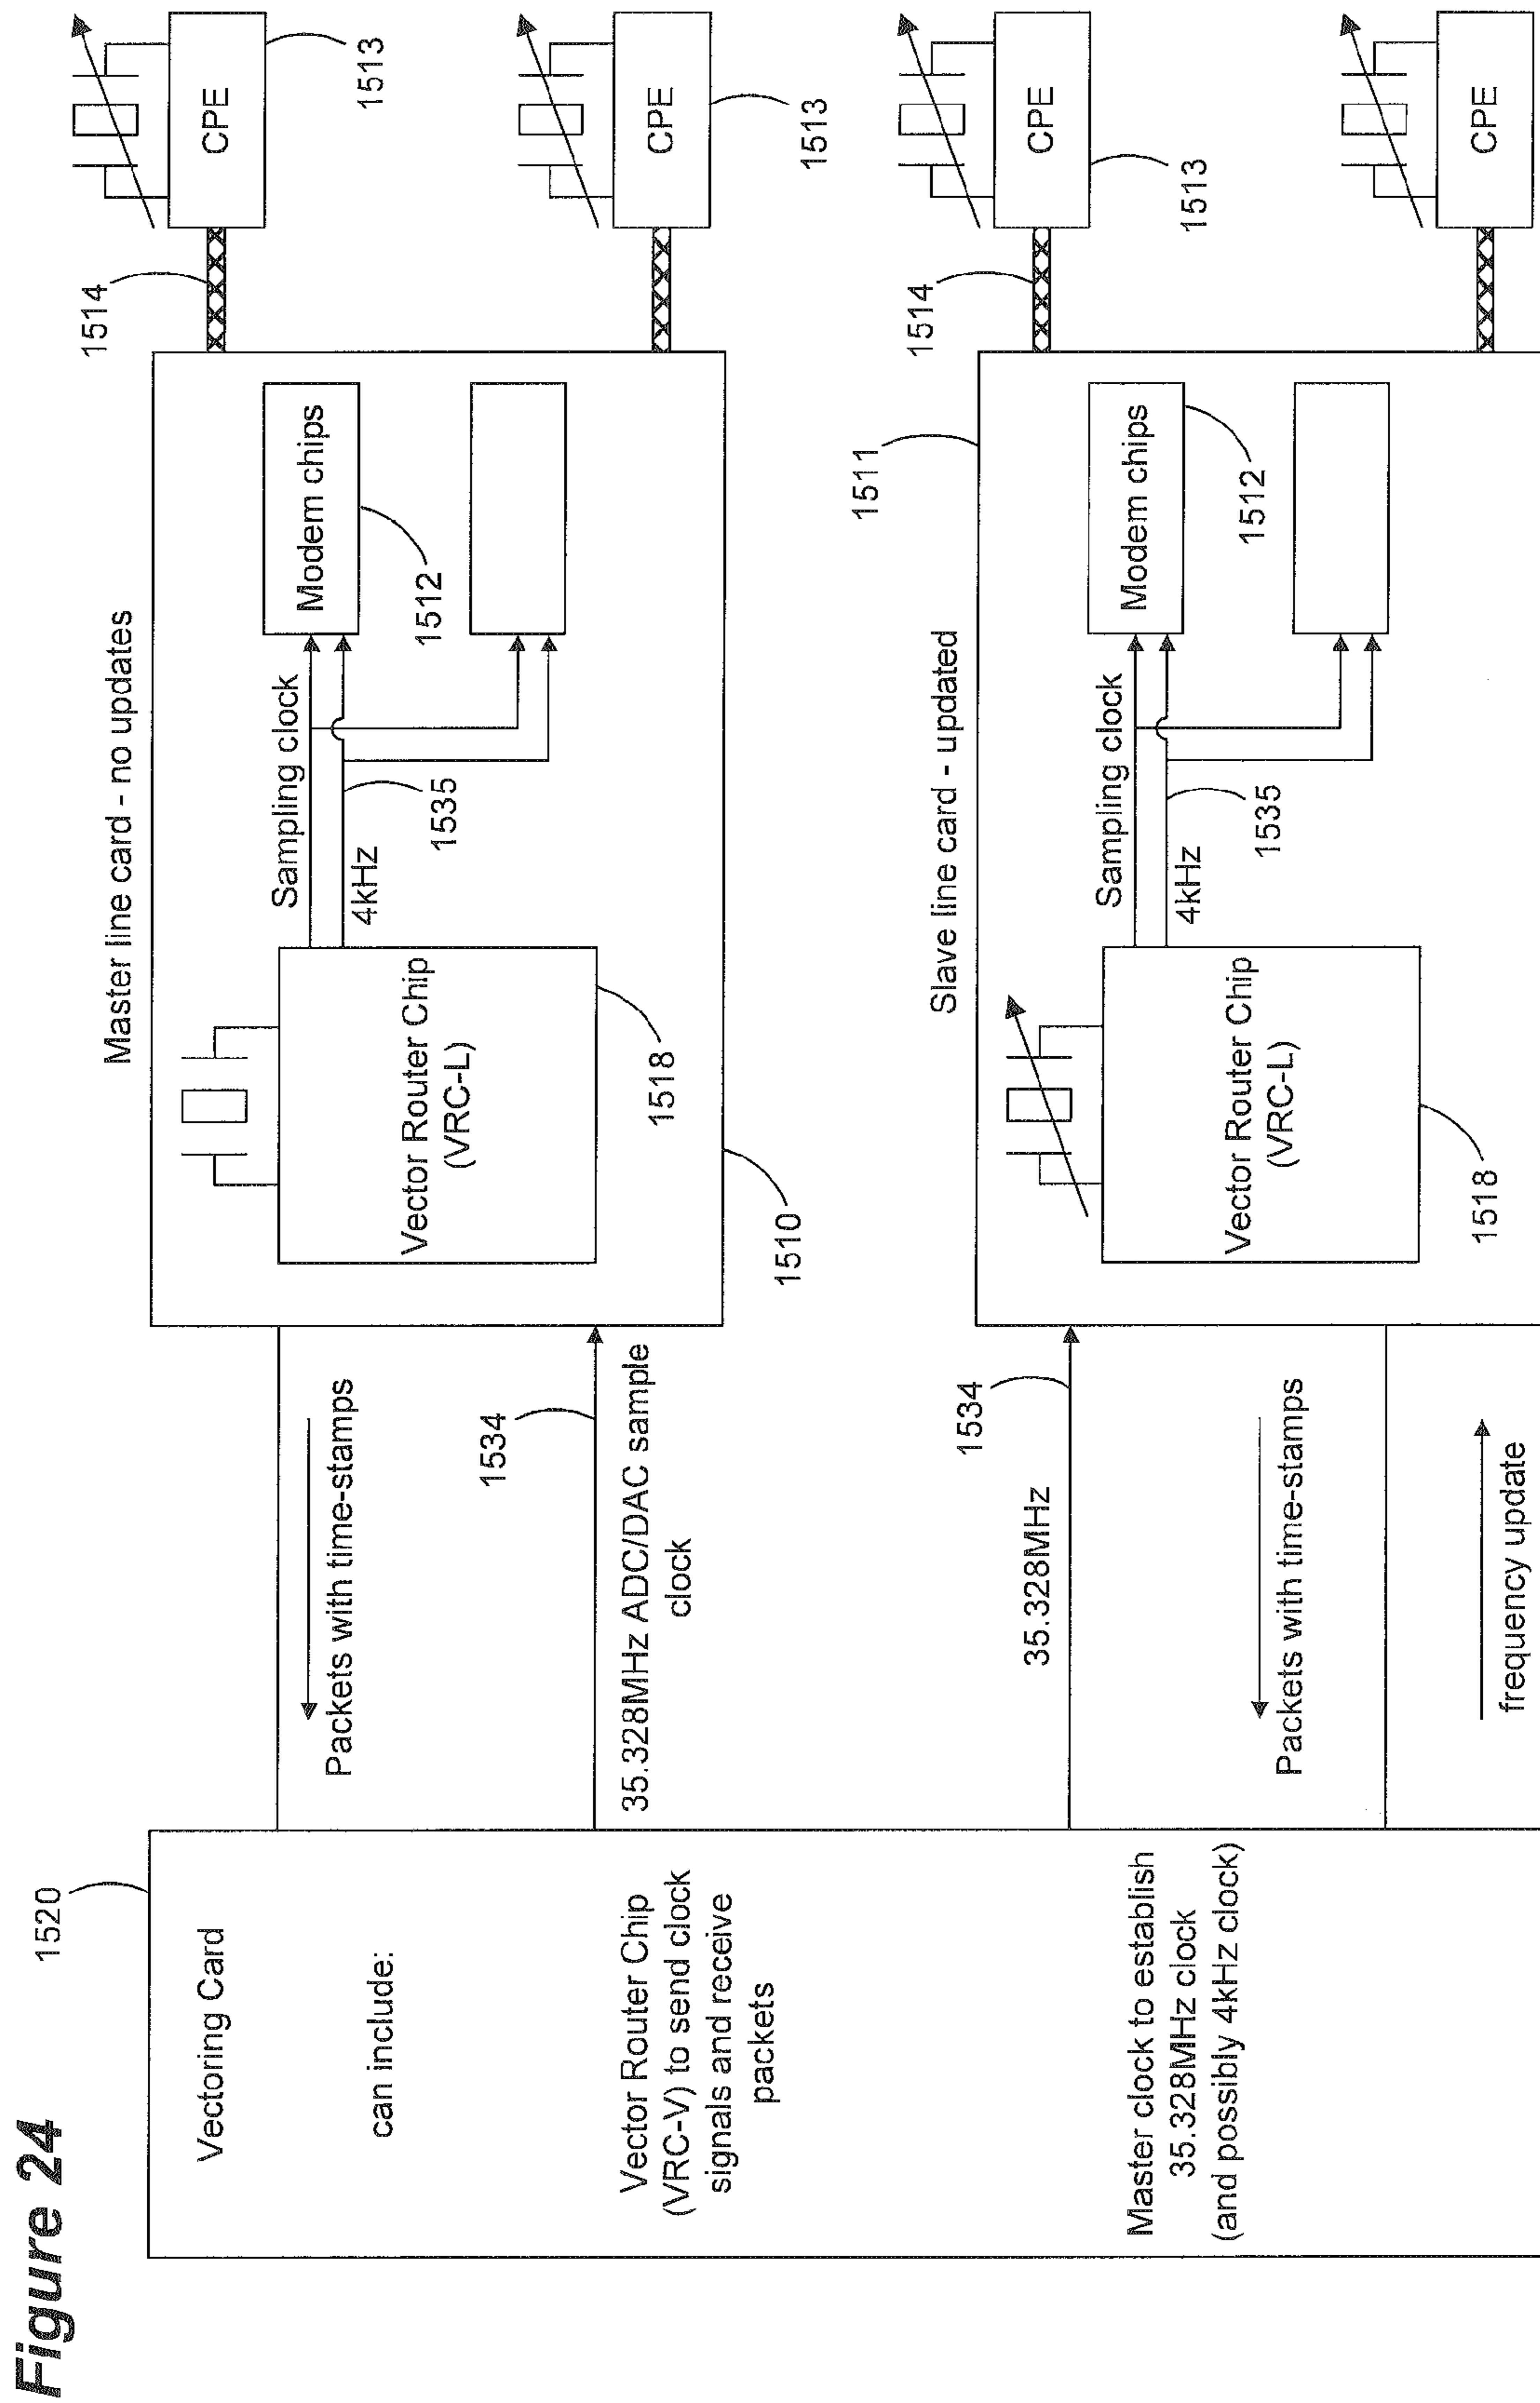 Figure 24
1520
Vectoring Card
can include:
Vector Router Chip
(VRC-V) to send clock
signals and receive
packets
Master clock to establish
35.328MHz clock
(and possibly 4kHz clock)
Packets with time-stamps
1534
35.328MHz ADC/DAC sample
clock
1534
35.328MHz
Packets with time-stamps
frequency update
Master line card - no updates
Vector Router Chip
(VRC-L)
1518
1510
Sampling clock
4kHz
1535
Modem chips
1512
1514
CPE
1513
CPE
1513
Slave line card - updated
1511
Vector Router Chip
(VRC-L)
1518
Sampling clock
4kHz
1535
Modem chips
1512
1514
CPE
1513
CPE